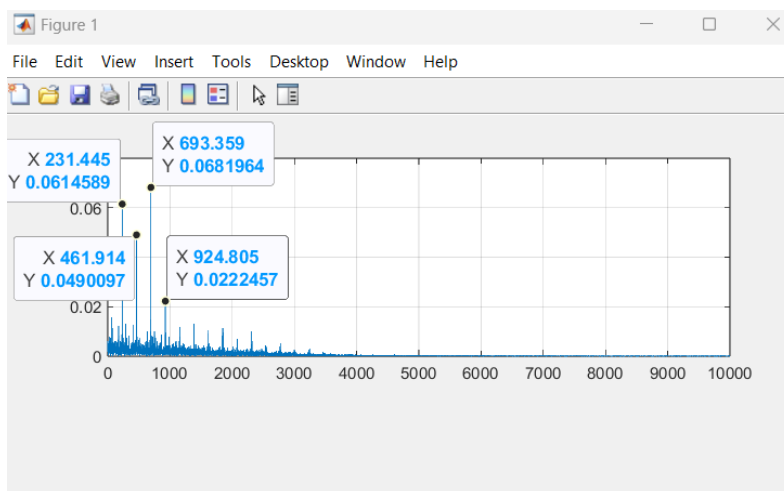 Figure 1
File Edit View Insert Tools Desktop Window Help
X 693.359
Y 0.0681964
X 231.445
Y 0.0614589
0.06
X 461.914
Y 0.0490097
X 924.805
Y 0.0222457
0.02
0
0 1000 2000 3000 4000 5000 6000 7000 8000 9000 10000